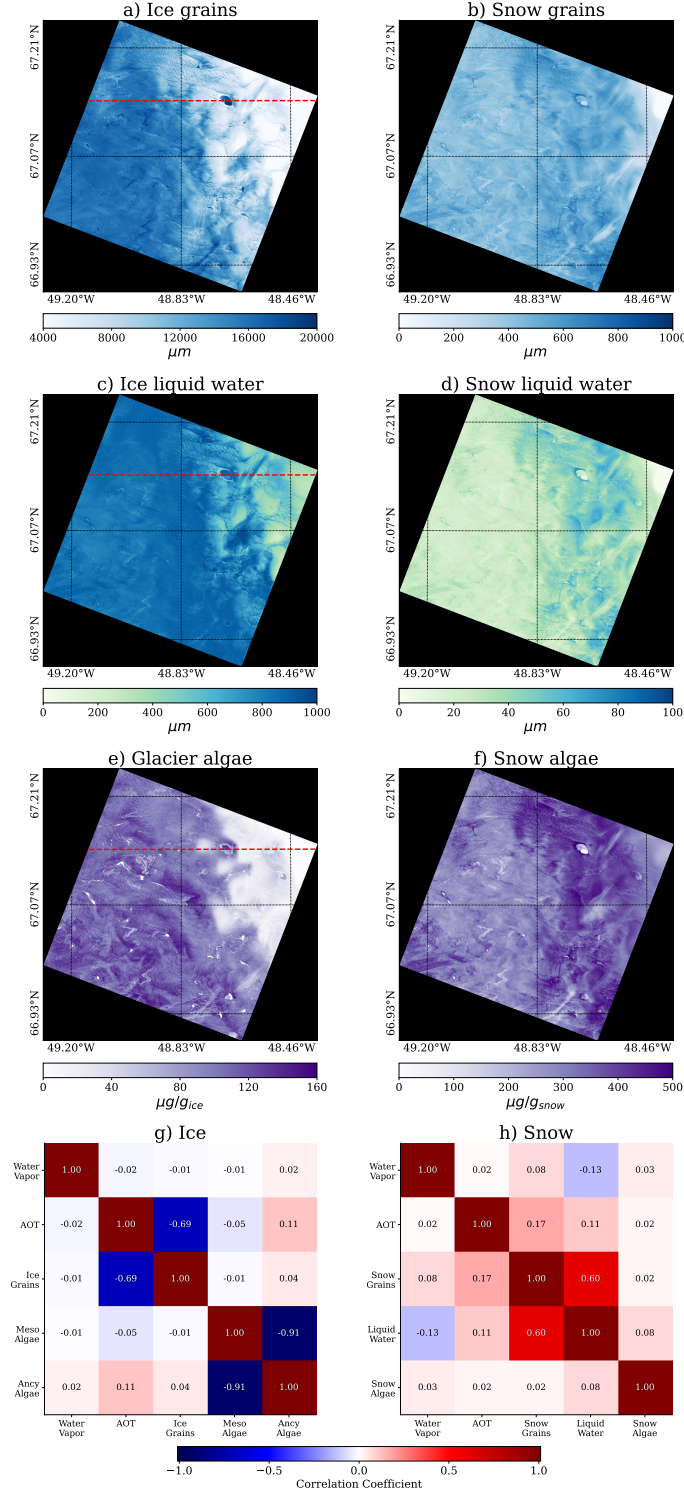 a) Ice grains
b) Snow grains
67.21°N
67.07°N
66.93°N
67.21°N
67.07°N
66.93°N
49.20°W 48.83°W 48.46°W
49.20°W 48.83°W 48.46°W
4000 8000 12000 16000 20000
0 200 400 600 800 1000
μm
μm
c) Ice liquid water
d) Snow liquid water
67.21°N
67.07°N
66.93°N
67.21°N
67.07°N
66.93°N
49.20°W 48.83°W 48.46°W
49.20°W 48.83°W 48.46°W
0 200 400 600 800 1000
0 20 40 60 80 100
μm
μm
e) Glacier algae
f) Snow algae
67.21°N
67.07°N
66.93°N
67.21°N
67.07°N
66.93°N
49.20°W 48.83°W 48.46°W
49.20°W 48.83°W 48.46°W
0 40 80 120 160
0 100 200 300 400 500
μg/gice
μg/gsnow
g) Ice
Water
Vapor
1.00 -0.02 -0.01 -0.01 0.02
AOT
-0.02 1.00 -0.69 -0.05 0.11
Ice
Grains
-0.01 -0.69 1.00 -0.01 0.04
Meso
Algae
-0.01 -0.05 -0.01 1.00 -0.91
Ancy
Algae
0.02 0.11 0.04 -0.91 1.00
Water
Vapor
AOT
Ice
Grains
Meso
Algae
Ancy
Algae
h) Snow
Water
Vapor
1.00 0.02 0.08 -0.13 0.03
AOT
0.02 1.00 0.17 0.11 0.02
Snow
Grains
0.08 0.17 1.00 0.60 0.02
Liquid
Water
-0.13 0.11 0.60 1.00 0.08
Snow
Algae
0.03 0.02 0.02 0.08 1.00
Water
Vapor
AOT
Snow
Grains
Liquid
Water
Snow
Algae
−1.0 −0.5 0.0 0.5 1.0
Correlation Coefficient